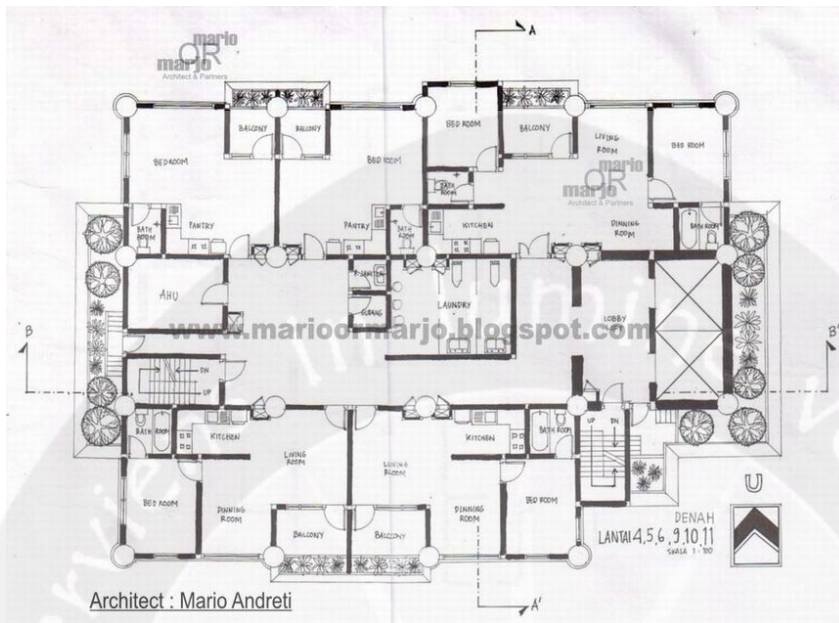 mario
OR
marjo
Architect & Partners
A
BALCONY
BALCONY
BED ROOM
BALCONY
LIVING
ROOM
BED ROOM
BEDROOM
BED ROOM
mario
OR
marjo
Architect & Partners
BATH
ROOM
BATH
ROOM
PANTRY
PANTRY
BATH
ROOM
KITCHEN
DINNING
ROOM
BATH ROOM
AHU
R. JANITOR
GUDANG
LAUNDRY
LOBBY
LIFT
www.marioormarjo.blogspot.com
B
B'
DN
UP
BATH ROOM
KITCHEN
LIVING
ROOM
LIVING
ROOM
KITCHEN
BATH ROOM
UP
DN
BED ROOM
DINNING
ROOM
BALCONY
BALCONY
DINNING
ROOM
BED ROOM
U
DENAH
LANTAI 4,5,6,9,10,11
SKALA 1:100
Architect : Mario Andreti
A'